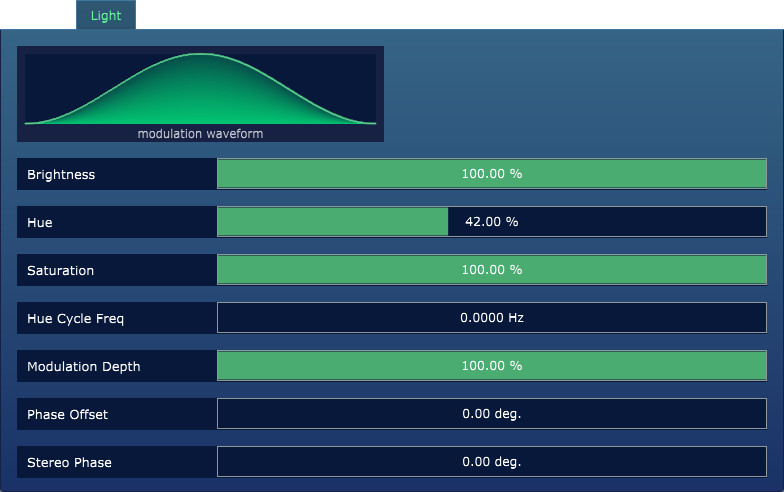 Light
modulation waveform
Brightness 100.00 %
Hue 42.00 %
Saturation 100.00 %
Hue Cycle Freq 0.0000 Hz
Modulation Depth 100.00 %
Phase Offset 0.00 deg.
Stereo Phase 0.00 deg.